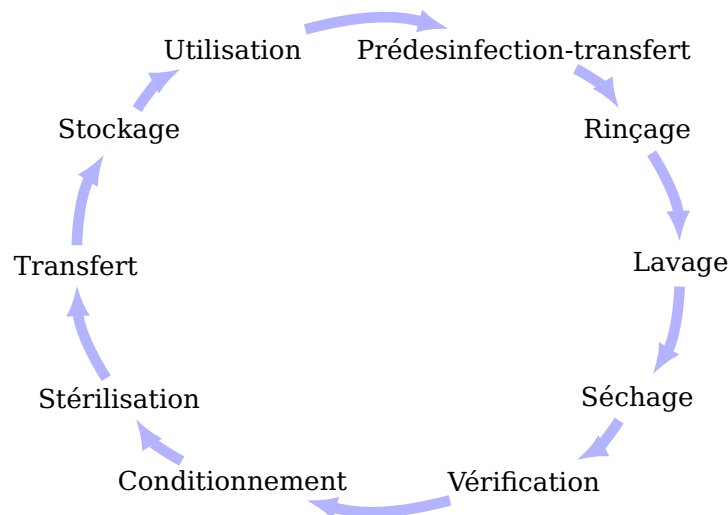 Utilisation
Prédesinfection-transfert
Rinçage
Lavage
Séchage
Vérification
Conditionnement
Stérilisation
Transfert
Stockage